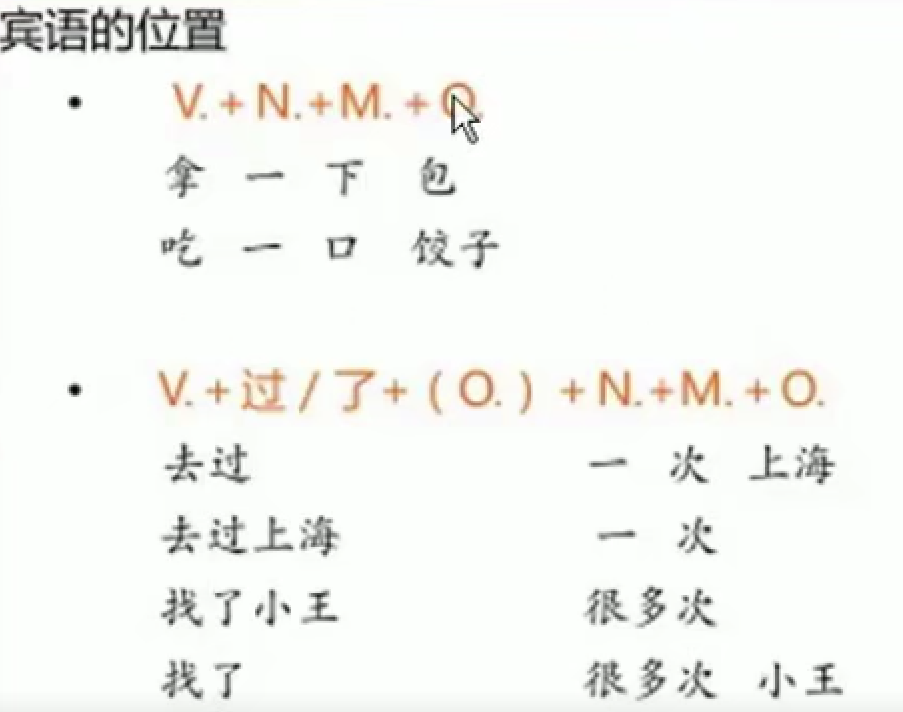 宾语的位置
• V.+N.+M.+O.
拿 一 下 包
吃 一 口 饺子
• V.+过/了+(O.)+N.+M.+O.
去过 一 次 上海
去过上海 一 次
找了小王 很多次
找了 很多次 小王